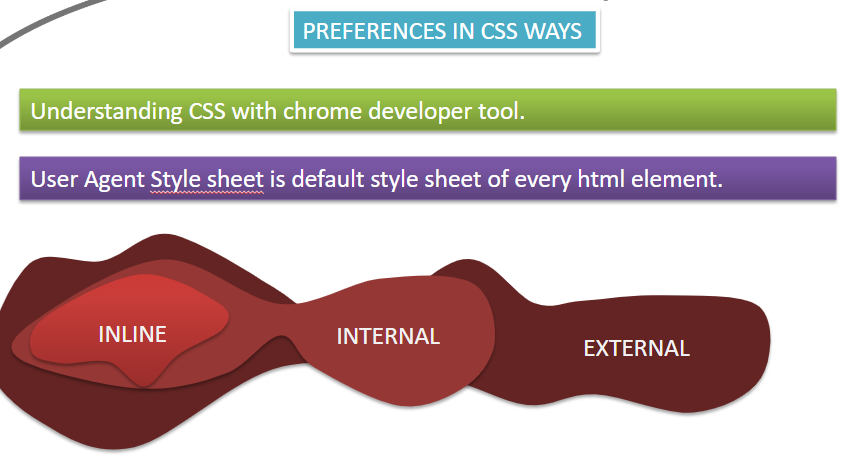 PREFERENCES IN CSS WAYS
Understanding CSS with chrome developer tool.
User Agent Style sheet is default style sheet of every html element.
INLINE
INTERNAL
EXTERNAL